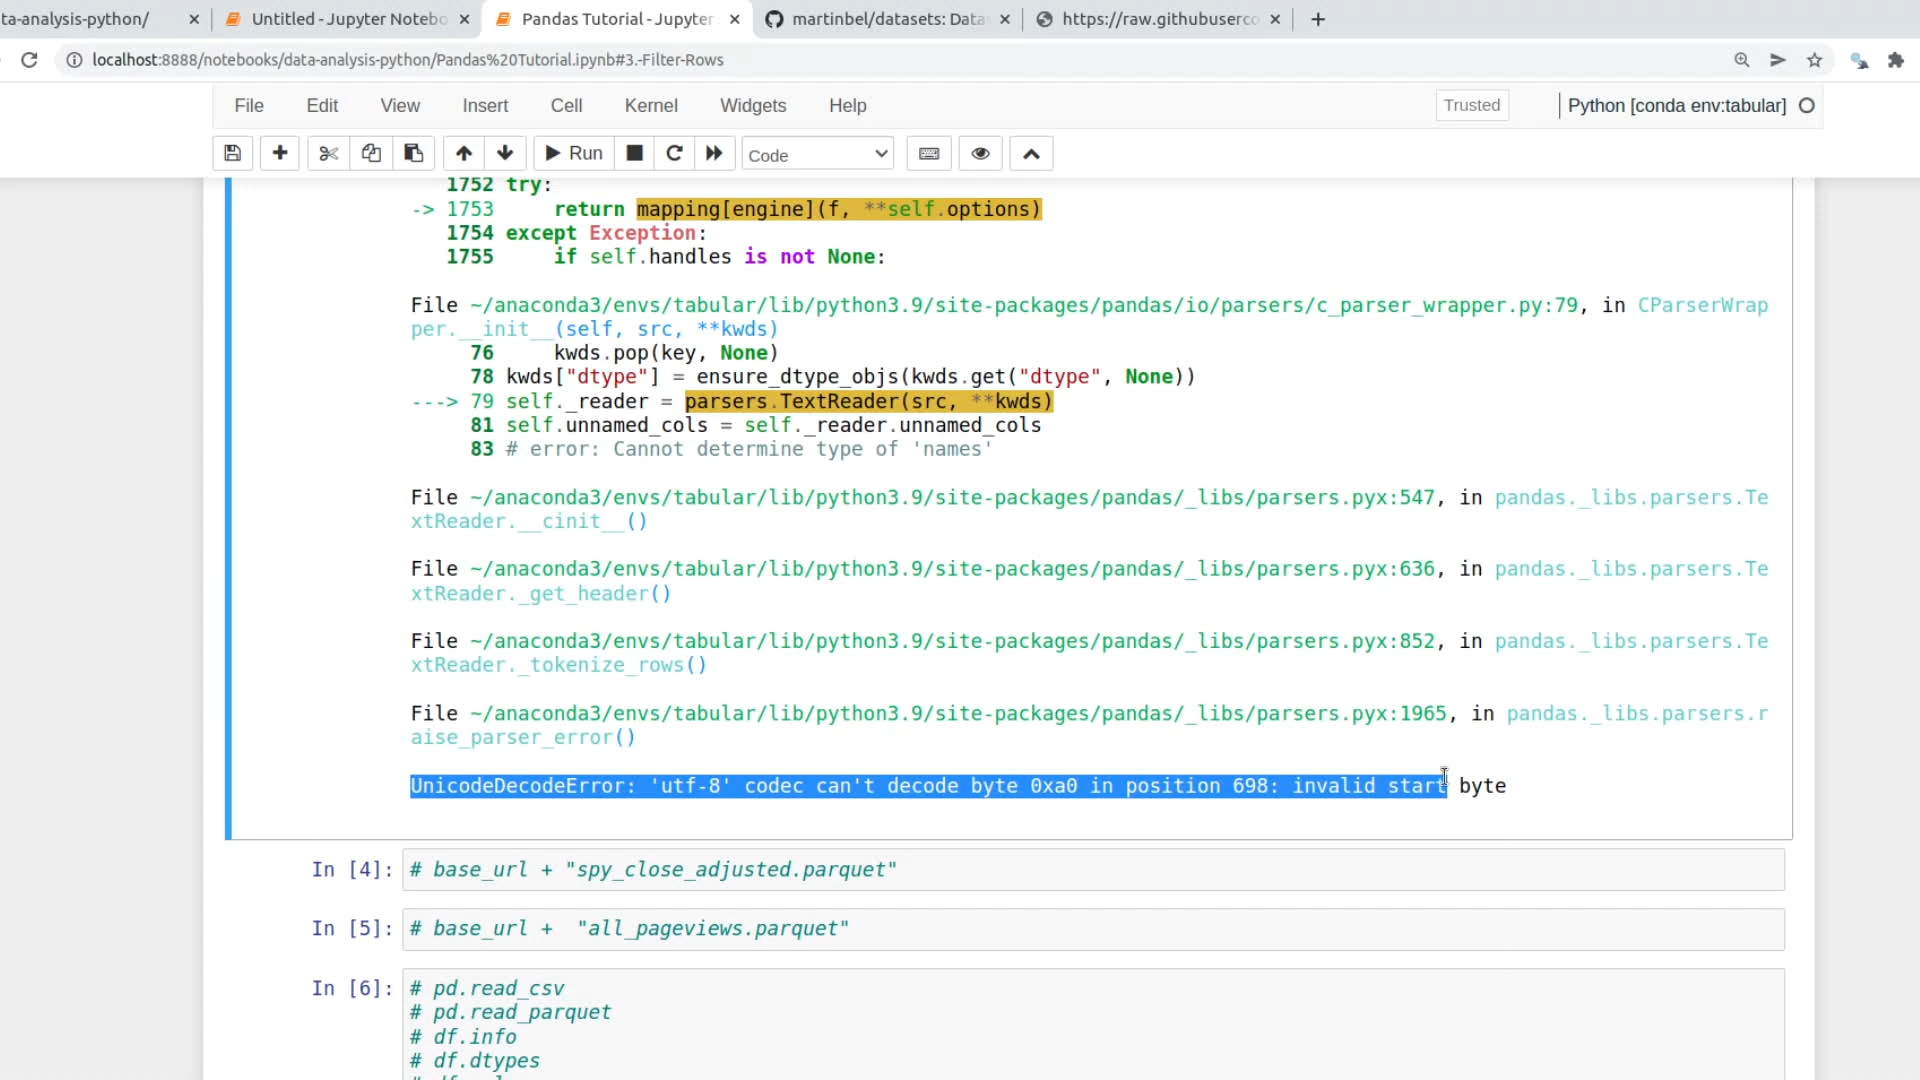 ta-analysis-python/
Untitled - Jupyter Notebo
Pandas Tutorial - Jupyter
martinbel/datasets: Data
https://raw.githubuserco
localhost:8888/notebooks/data-analysis-python/Pandas%20Tutorial.ipynb#3.-Filter-Rows
File Edit View Insert Cell Kernel Widgets Help Trusted Python [conda env:tabular]
Run Code
1752 try:
-> 1753     return mapping[engine](f, **self.options)
1754 except Exception:
1755     if self.handles is not None:
File ~/anaconda3/envs/tabular/lib/python3.9/site-packages/pandas/io/parsers/c_parser_wrapper.py:79, in CParserWrap
per.__init__(self, src, **kwds)
76     kwds.pop(key, None)
78 kwds["dtype"] = ensure_dtype_objs(kwds.get("dtype", None))
---> 79 self._reader = parsers.TextReader(src, **kwds)
81 self.unnamed_cols = self._reader.unnamed_cols
83 # error: Cannot determine type of 'names'
File ~/anaconda3/envs/tabular/lib/python3.9/site-packages/pandas/_libs/parsers.pyx:547, in pandas._libs.parsers.Te
xtReader.__cinit__()
File ~/anaconda3/envs/tabular/lib/python3.9/site-packages/pandas/_libs/parsers.pyx:636, in pandas._libs.parsers.Te
xtReader._get_header()
File ~/anaconda3/envs/tabular/lib/python3.9/site-packages/pandas/_libs/parsers.pyx:852, in pandas._libs.parsers.Te
xtReader._tokenize_rows()
File ~/anaconda3/envs/tabular/lib/python3.9/site-packages/pandas/_libs/parsers.pyx:1965, in pandas._libs.parsers.r
aise_parser_error()
UnicodeDecodeError: 'utf-8' codec can't decode byte 0xa0 in position 698: invalid start byte
In [4]: # base_url + "spy_close_adjusted.parquet"
In [5]: # base_url +  "all_pageviews.parquet"
In [6]: # pd.read_csv
# pd.read_parquet
# df.info
# df.dtypes